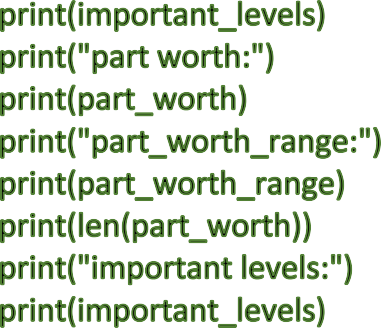 print(important_levels)
print("part worth:")
print(part_worth)
print("part_worth_range:")
print(part_worth_range)
print(len(part_worth))
print("important levels:")
print(important_levels)